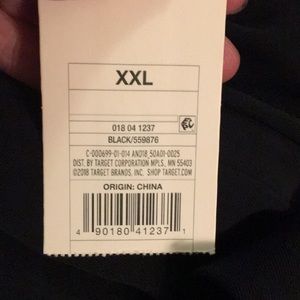 XXL
018 04 1237
BLACK/559876
C-000699-01-014 AND18_50A01-0025
DIST. BY TARGET CORPORATION MPLS., MN 55403
©2018 TARGET BRANDS, INC. SHOP TARGET.COM
ORIGIN: CHINA
4 90180 41237 1